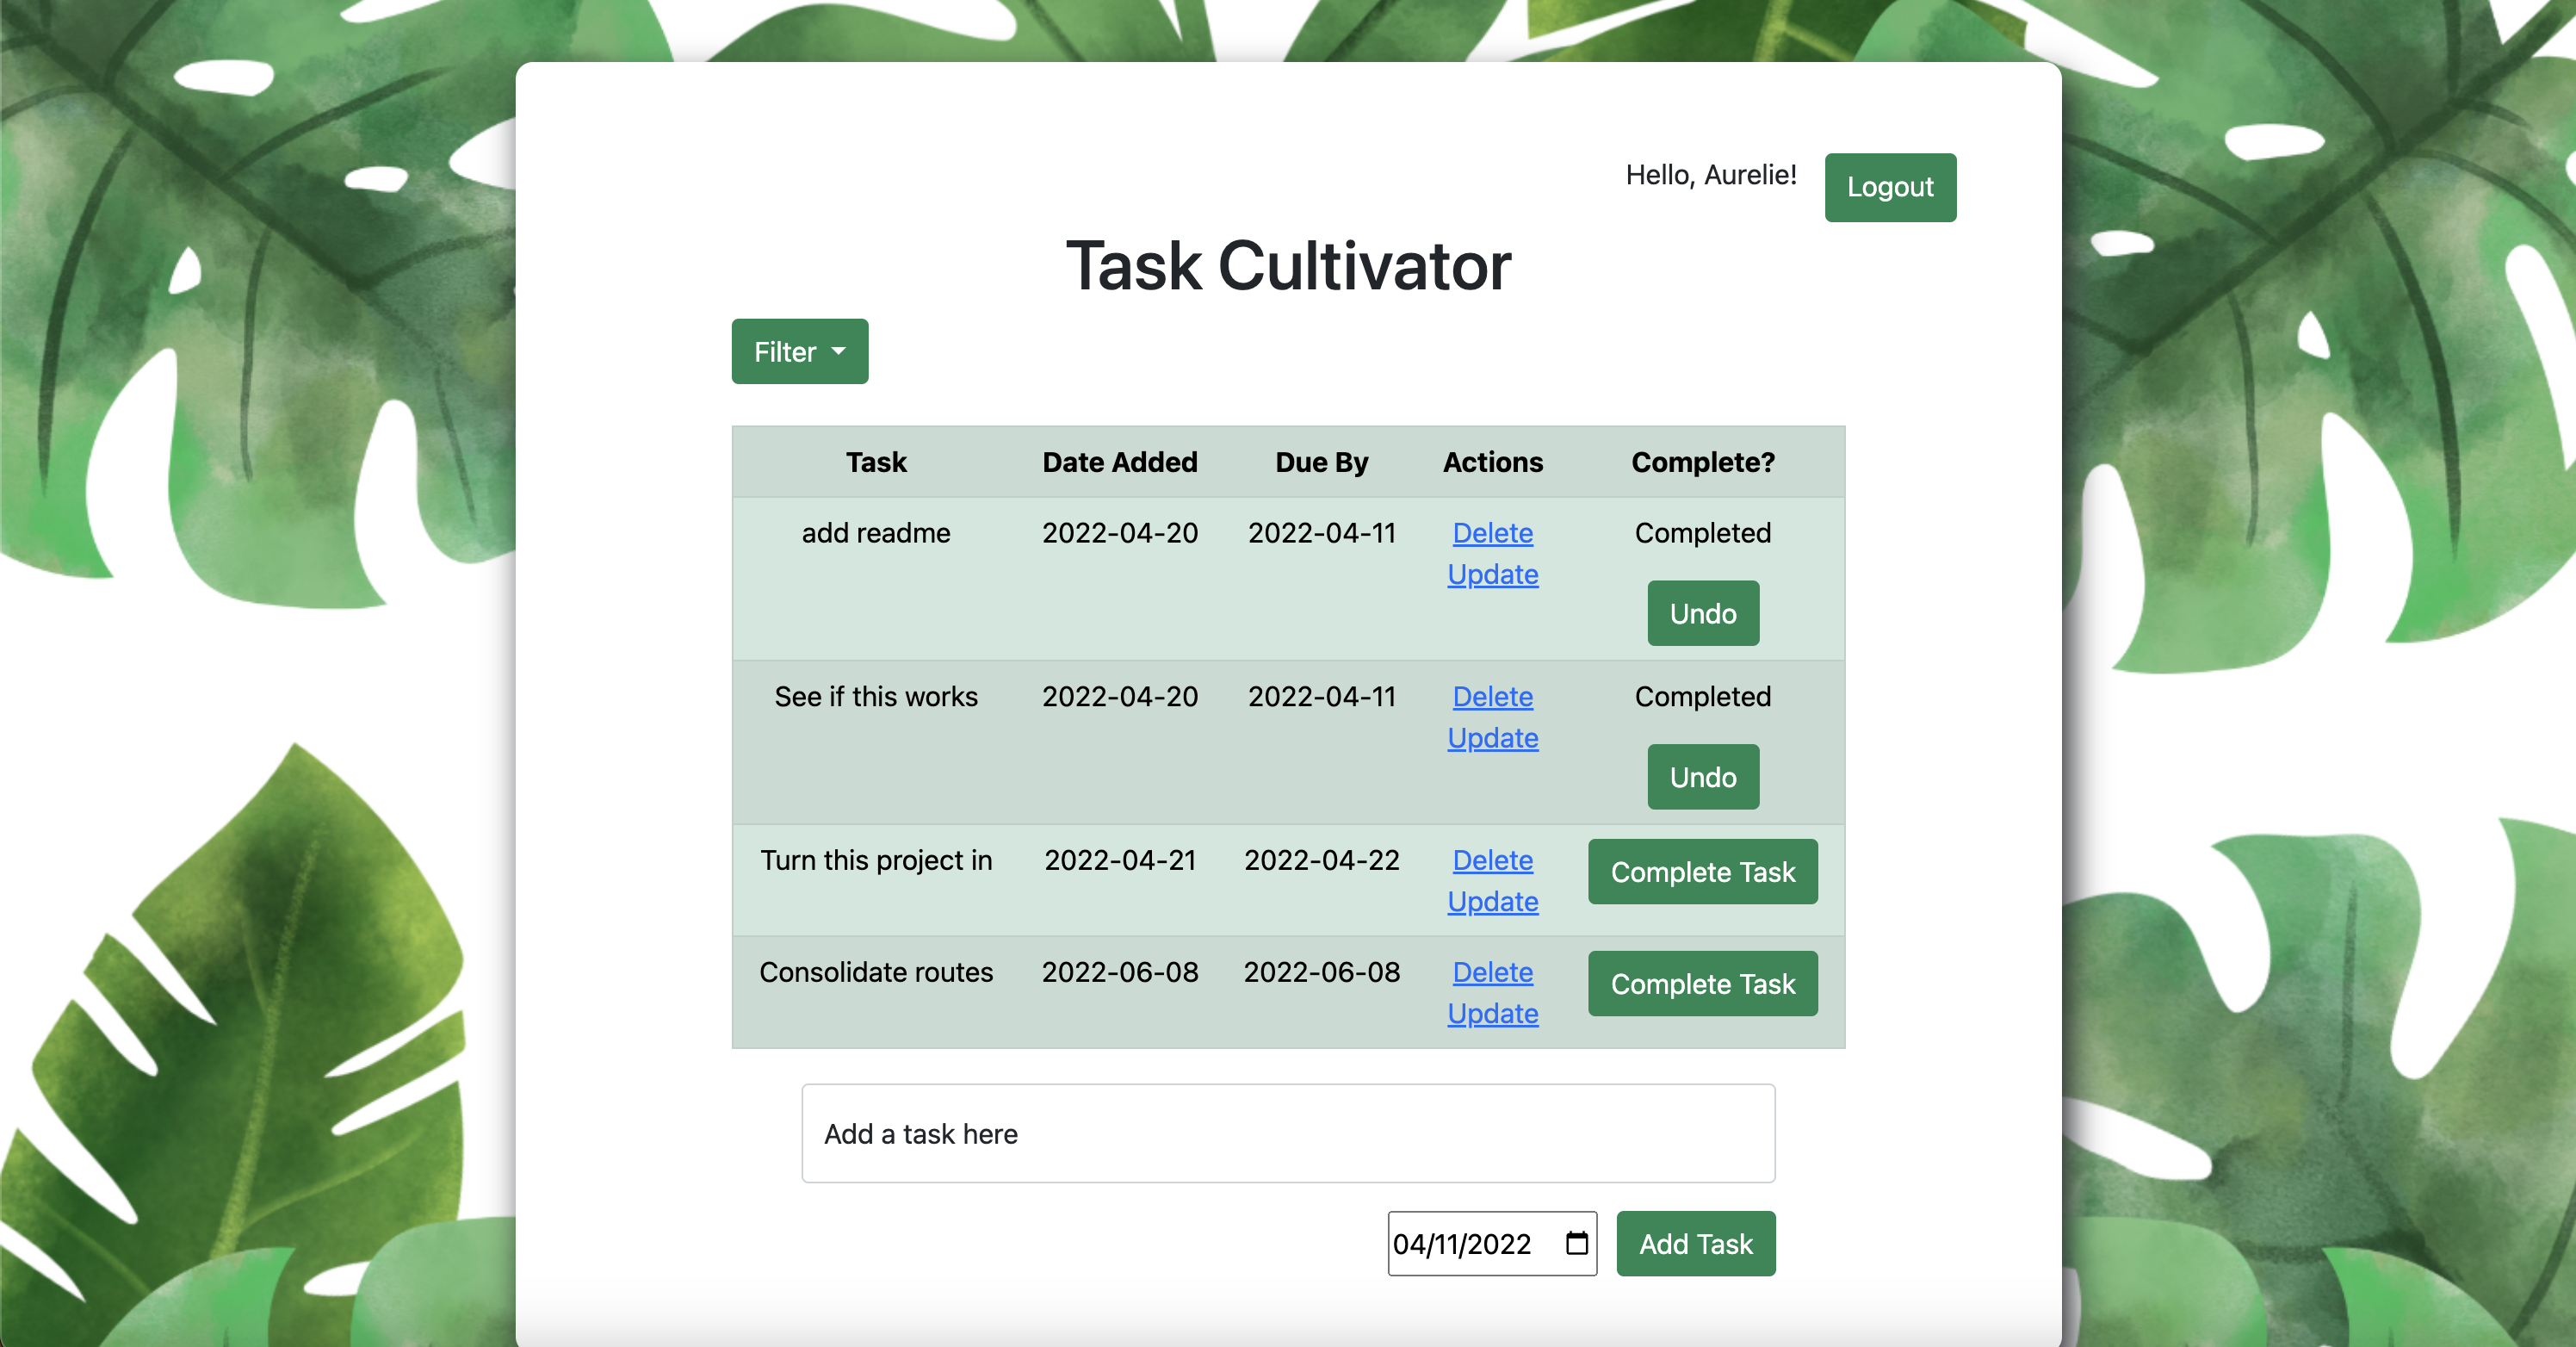 Hello, Aurelie! Logout
Task Cultivator
Filter
Task Date Added Due By Actions Complete?
add readme 2022-04-20 2022-04-11 Delete Completed
Update
Undo
See if this works 2022-04-20 2022-04-11 Delete Completed
Update
Undo
Turn this project in 2022-04-21 2022-04-22 Delete Complete Task
Update
Consolidate routes 2022-06-08 2022-06-08 Delete Complete Task
Update
Add a task here
04/11/2022 Add Task